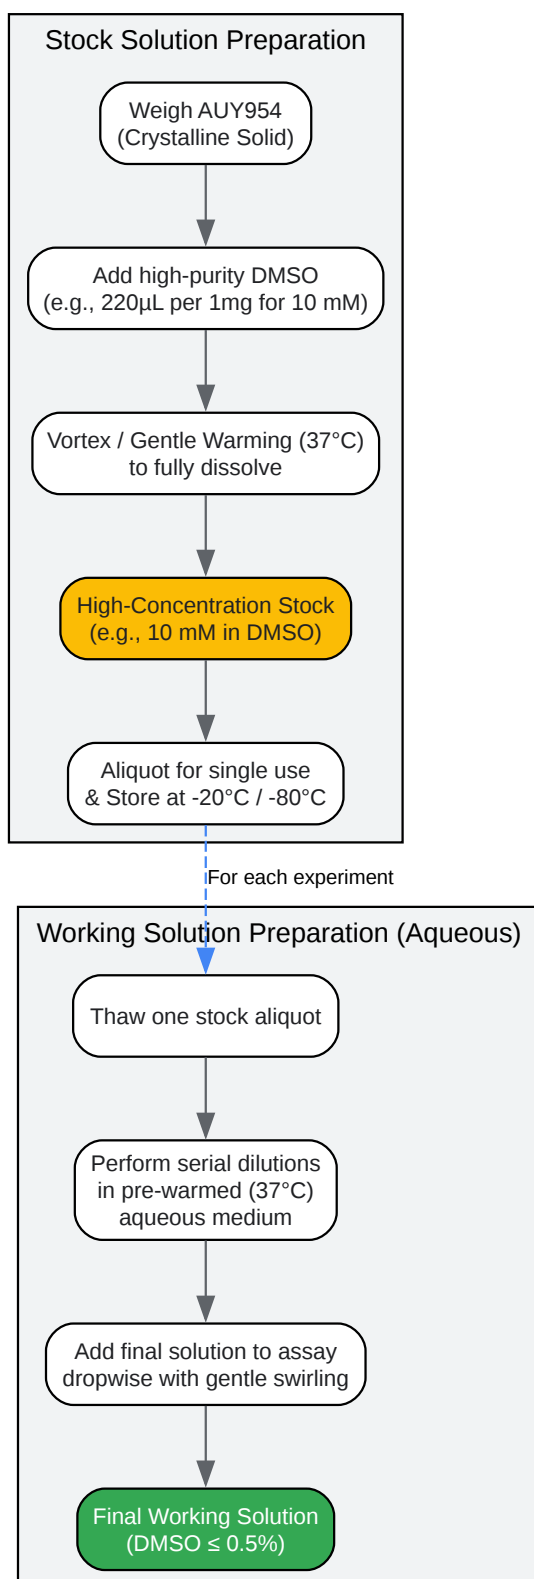 Stock Solution Preparation
Weigh AUY954
(Crystalline Solid)
Add high-purity DMSO
(e.g., 220µL per 1mg for 10 mM)
Vortex / Gentle Warming (37°C)
to fully dissolve
High-Concentration Stock
(e.g., 10 mM in DMSO)
Aliquot for single use
& Store at -20°C / -80°C
For each experiment
Working Solution Preparation (Aqueous)
Thaw one stock aliquot
Perform serial dilutions
in pre-warmed (37°C)
aqueous medium
Add final solution to assay
dropwise with gentle swirling
Final Working Solution
(DMSO ≤ 0.5%)